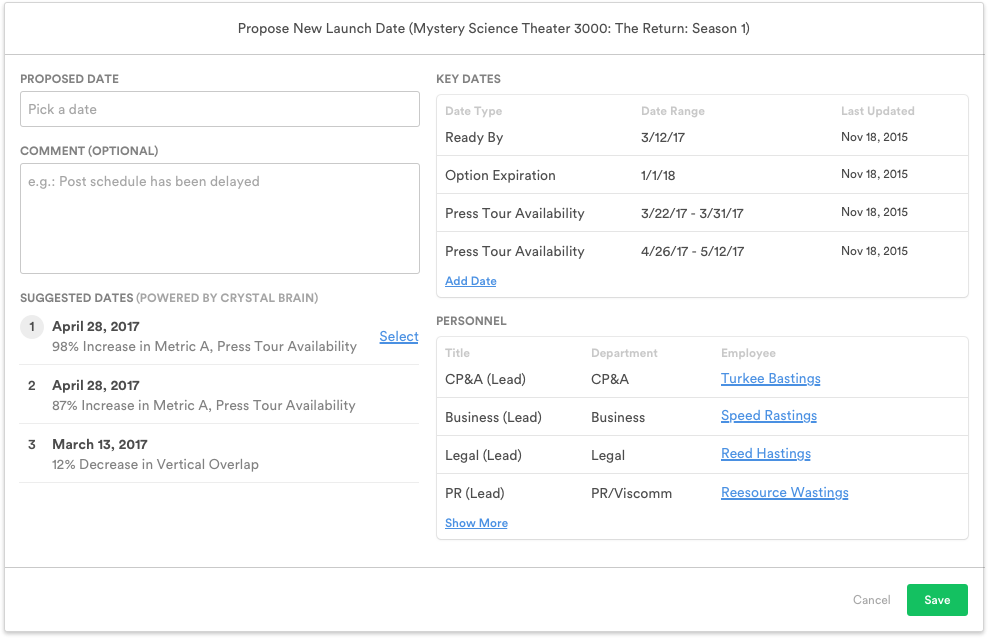 Propose New Launch Date (Mystery Science Theater 3000: The Return: Season 1)
PROPOSED DATE
Pick a date
COMMENT (OPTIONAL)
e.g.: Post schedule has been delayed
SUGGESTED DATES (POWERED BY CRYSTAL BRAIN)
1 April 28, 2017
98% Increase in Metric A, Press Tour Availability
Select
2 April 28, 2017
87% Increase in Metric A, Press Tour Availability
3 March 13, 2017
12% Decrease in Vertical Overlap
KEY DATES
Date Type Date Range Last Updated
Ready By 3/12/17 Nov 18, 2015
Option Expiration 1/1/18 Nov 18, 2015
Press Tour Availability 3/22/17 - 3/31/17 Nov 18, 2015
Press Tour Availability 4/26/17 - 5/12/17 Nov 18, 2015
Add Date
PERSONNEL
Title Department Employee
CP&A (Lead) CP&A Turkee Bastings
Business (Lead) Business Speed Rastings
Legal (Lead) Legal Reed Hastings
PR (Lead) PR/Viscomm Reesource Wastings
Show More
Cancel Save